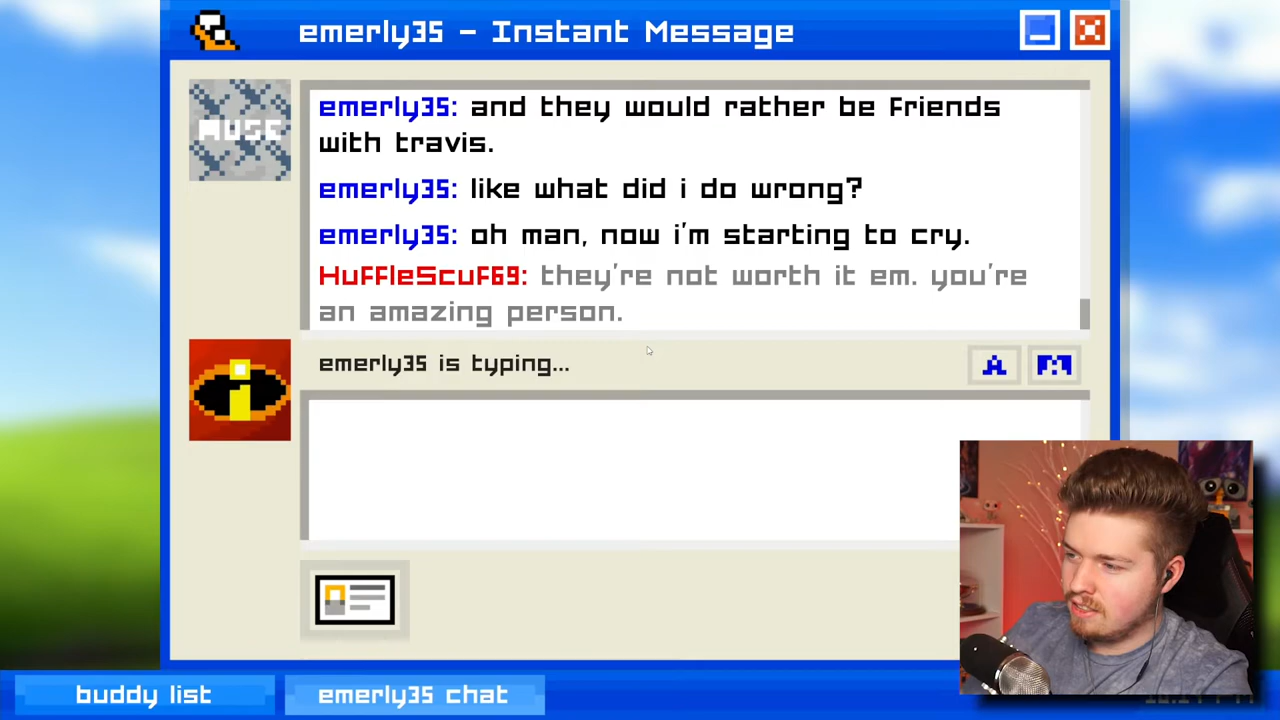 emerly35 - Instant Message
MUSE
emerly35: and they would rather be friends
with travis.
emerly35: like what did i do wrong?
emerly35: oh man, now i'm starting to cry.
HuffleScuf69: they're not worth it em. you're
an amazing person.
emerly35 is typing...
A
buddy list
emerly35 chat